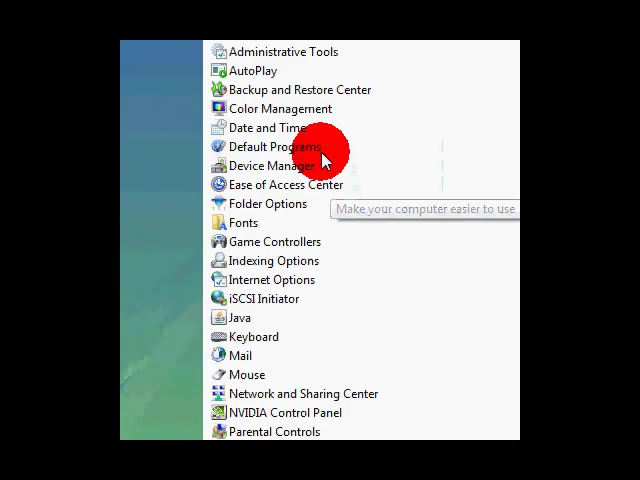 Administrative Tools
AutoPlay
Backup and Restore Center
Color Management
Date and Time
Default Programs
Device Manager
Ease of Access Center
Folder Options
Make your computer easier to use
Fonts
Game Controllers
Indexing Options
Internet Options
iSCSI Initiator
Java
Keyboard
Mail
Mouse
Network and Sharing Center
NVIDIA Control Panel
Parental Controls